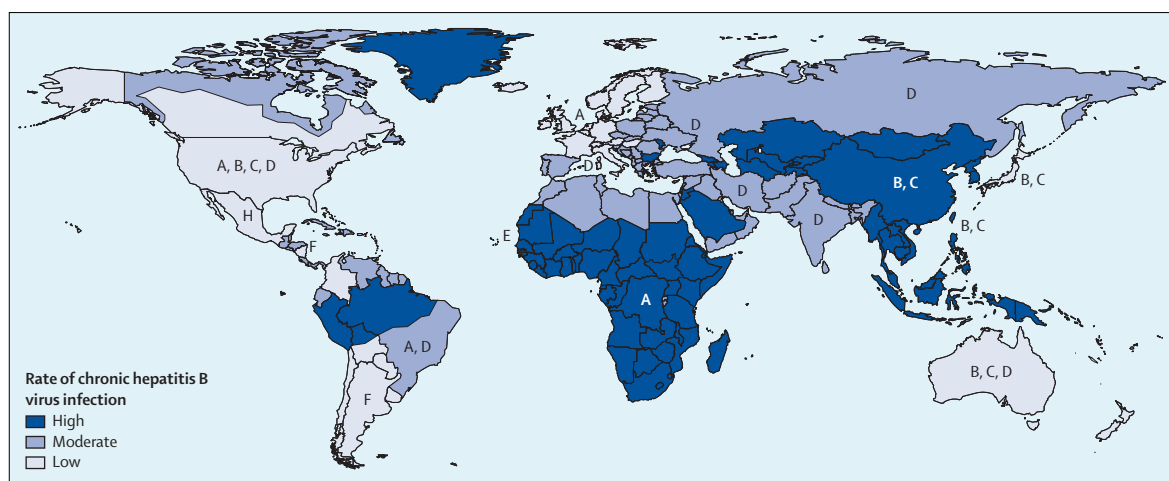 D
A
D
A, B, C, D
D
D
B, C
B, C
H
D
B, C
E
F
A
A, D
B, C, D
F
Rate of chronic hepatitis B
virus infection
High
Moderate
Low